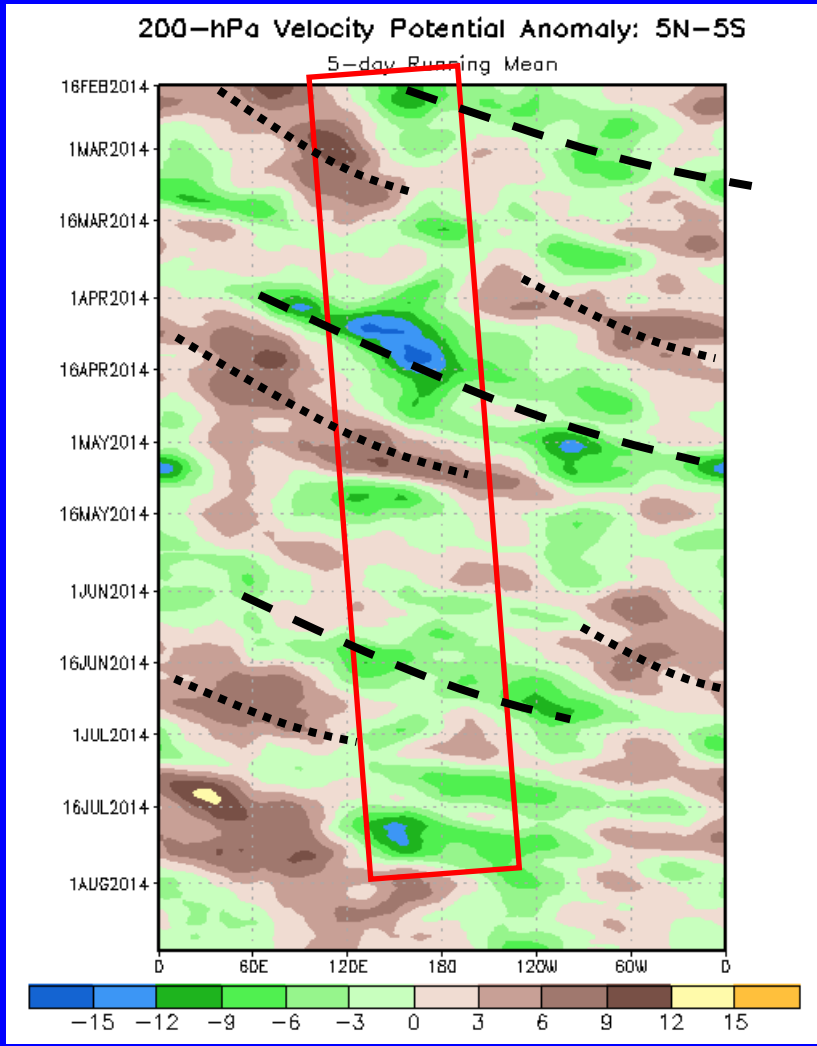 200-hPa Velocity Potential Anomaly: 5N-5S
5-day Running Mean
16FEB2014
1MAR2014
16MAR2014
1APR2014
16APR2014
1MAY2014
16MAY2014
1JUN2014
16JUN2014
1JUL2014
16JUL2014
1AUG2014
0 60E 120E 180 120W 60W 0
-15 -12 -9 -6 -3 0 3 6 9 12 15